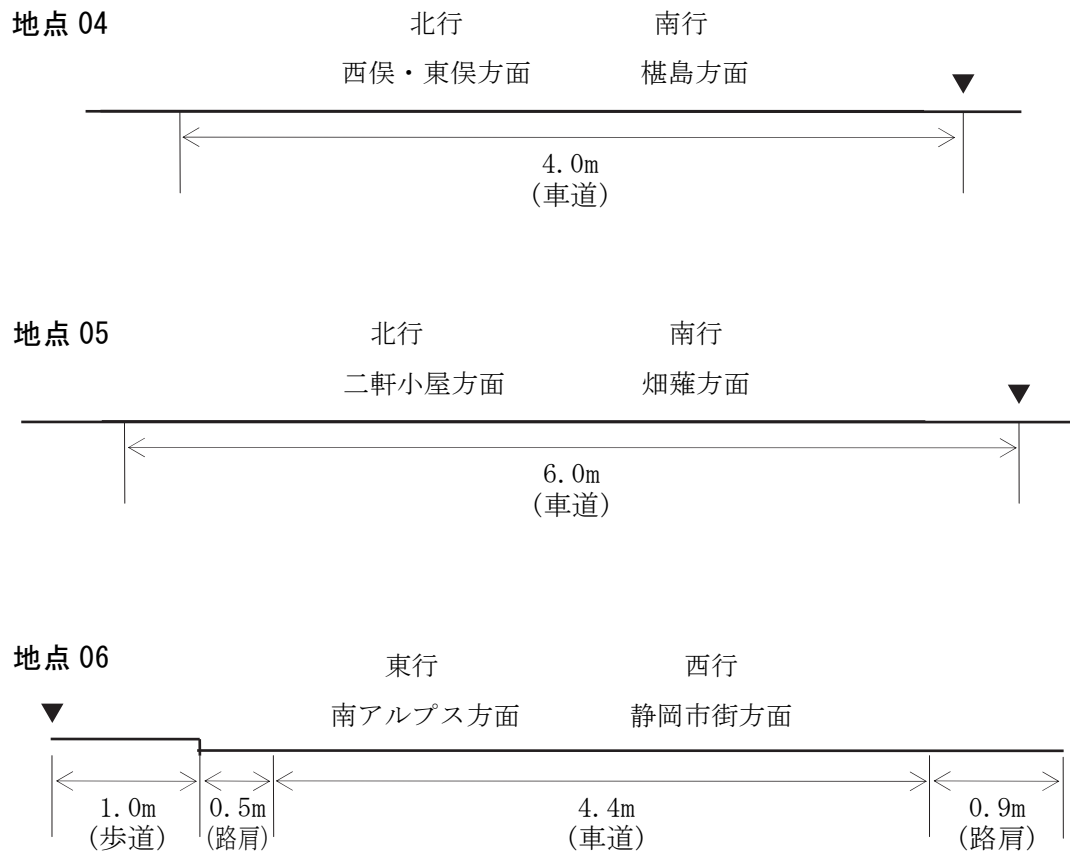 地点 04
北行 南行
西俣・東俣方面 椹島方面
▼
4.0m
(車道)
地点 05
北行 南行
二軒小屋方面 畑薙方面
▼
6.0m
(車道)
地点 06
東行 西行
▼ 南アルプス方面 静岡市街方面
1.0m 0.5m 4.4m 0.9m
(歩道) (路肩) (車道) (路肩)